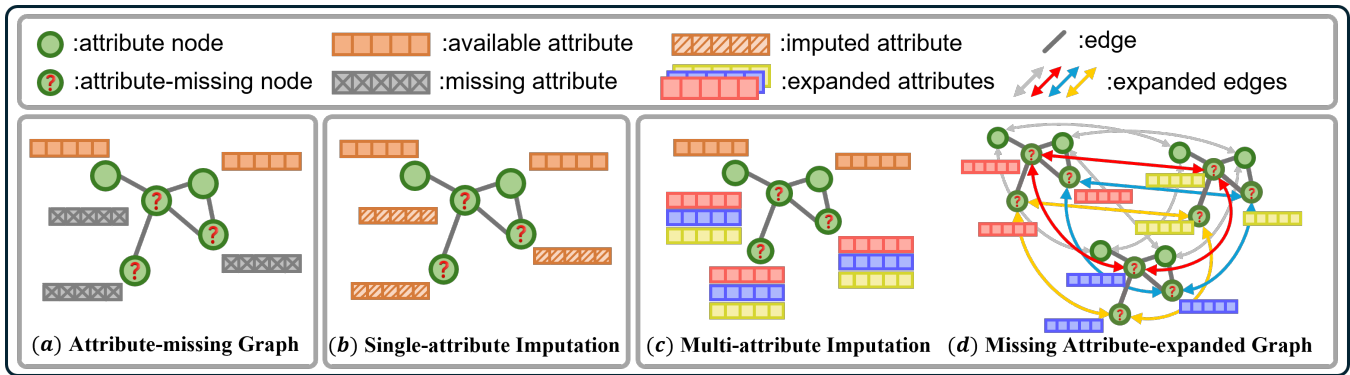 :attribute node :available attribute :imputed attribute :edge
:attribute-missing node :missing attribute :expanded attributes :expanded edges
(a) Attribute-missing Graph
(b) Single-attribute Imputation
(c) Multi-attribute Imputation
(d) Missing Attribute-expanded Graph